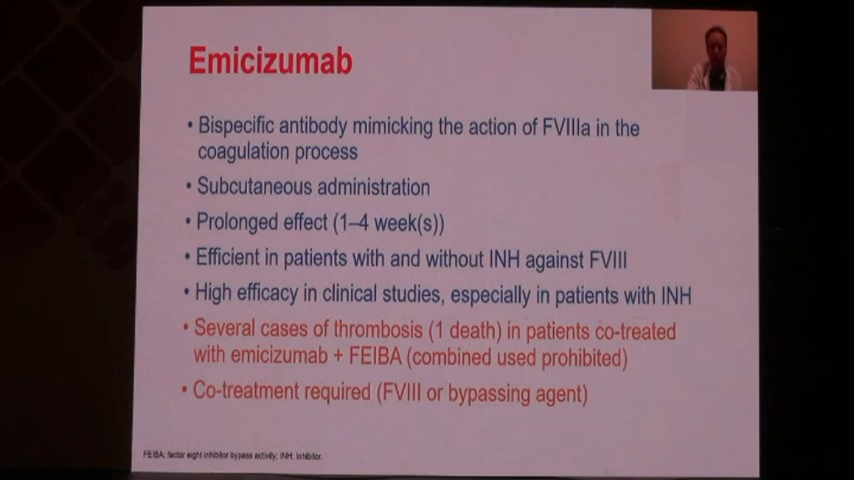 Emicizumab
• Bispecific antibody mimicking the action of FVIIIa in the
coagulation process
• Subcutaneous administration
• Prolonged effect (1–4 week(s))
• Efficient in patients with and without INH against FVIII
• High efficacy in clinical studies, especially in patients with INH
• Several cases of thrombosis (1 death) in patients co-treated
with emicizumab + FEIBA (combined used prohibited)
• Co-treatment required (FVIII or bypassing agent)
FEIBA: factor eight inhibitor bypass activity; INH: Inhibitor.